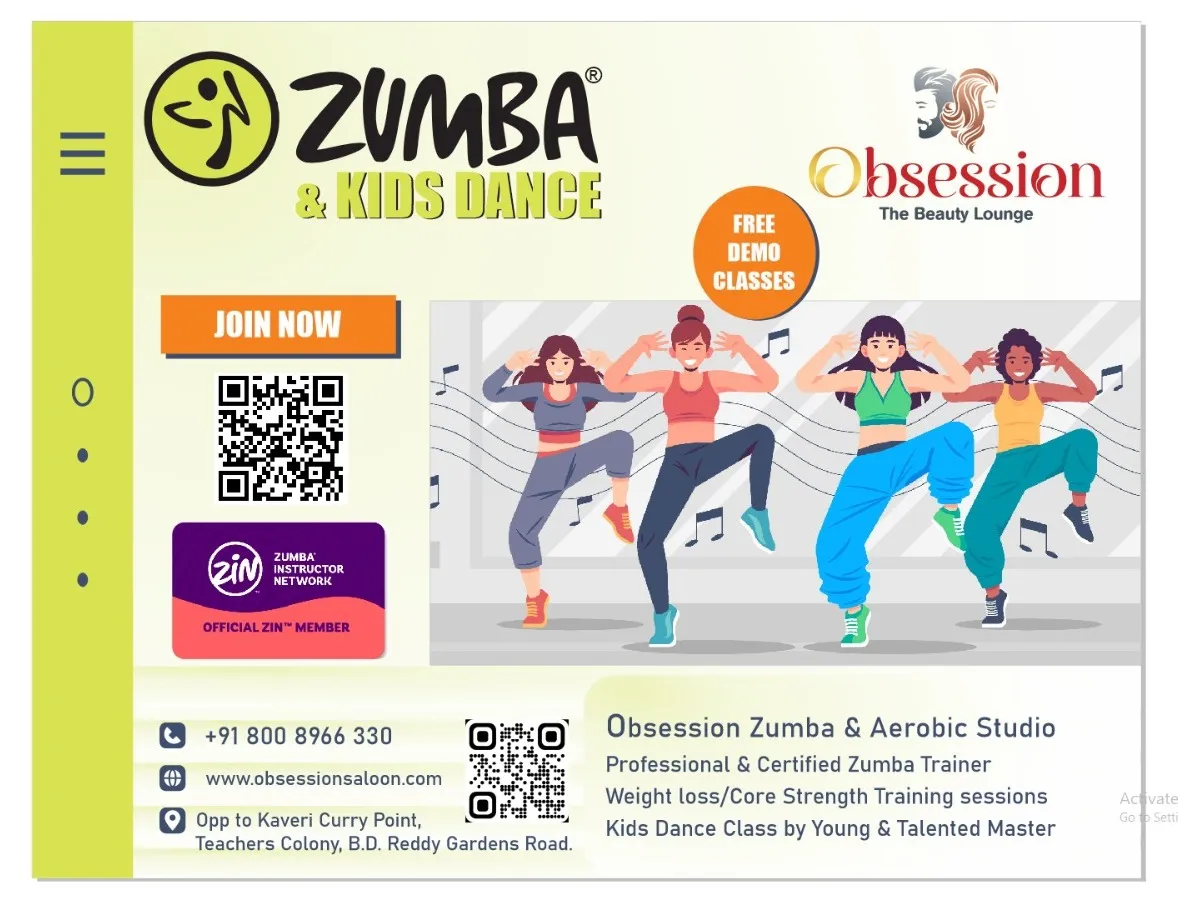 ZUMBA®
& KIDS DANCE
Obsession
The Beauty Lounge
FREE
DEMO
CLASSES
JOIN NOW
ZiN™
ZUMBA®
INSTRUCTOR
NETWORK
OFFICIAL ZIN™ MEMBER
+91 800 8966 330
www.obsessionsaloon.com
Opp to Kaveri Curry Point,
Teachers Colony, B.D. Reddy Gardens Road.
Obsession Zumba & Aerobic Studio
Professional & Certified Zumba Trainer
Weight loss/Core Strength Training sessions
Kids Dance Class by Young & Talented Master
Activate
Go to Setti